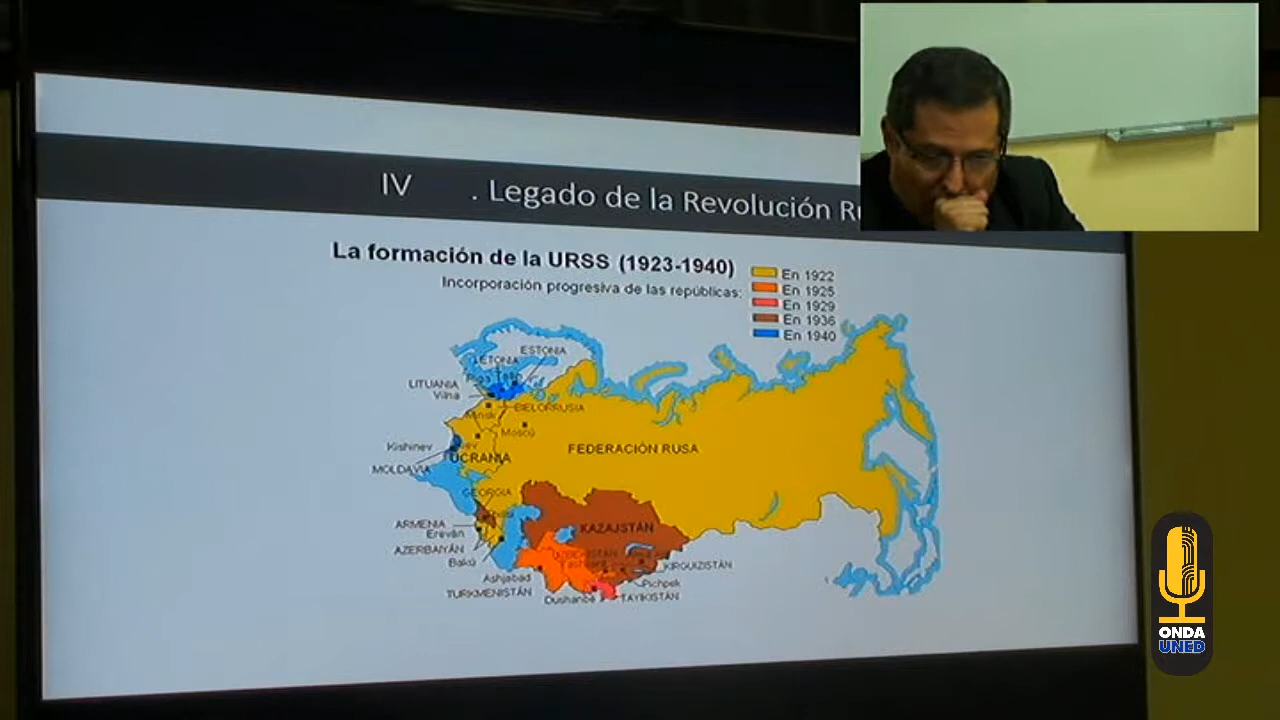 IV . Legado de la Revolución
La formación de la URSS (1923-1940)
Incorporación progresiva de las repúblicas:
En 1922
En 1925
En 1929
En 1936
En 1940
ESTONIA
LETONIA
LITUANIA
Vilna
BIELORRUSIA
Minsk
Moscú
Kishinev
UCRANIA
FEDERACIÓN RUSA
MOLDAVIA
GEORGIA
ARMENIA
Ereván
KAZAJSTÁN
AZERBAIYÁN
Bakú
UZBEKISTÁN
KIRGUIZISTÁN
Ashjabad
Pichpek
TURKMENISTÁN
Dushanbé
TAYIKISTÁN
ONDA
UNED